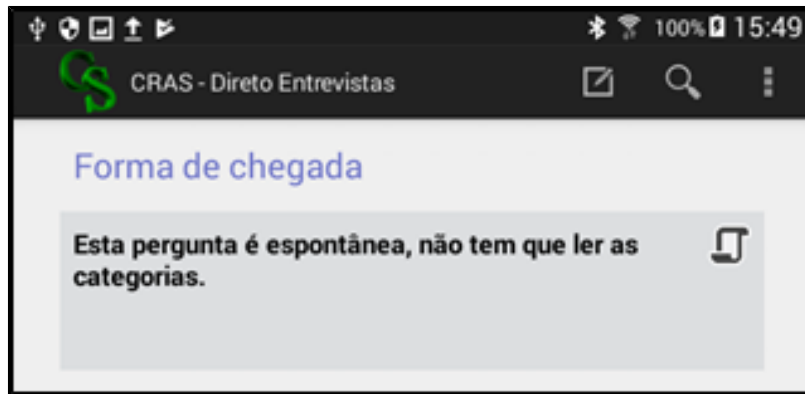 100% 15:49
CS CRAS - Direto Entrevistas
Forma de chegada
Esta pergunta é espontânea, não tem que ler as
categorias.